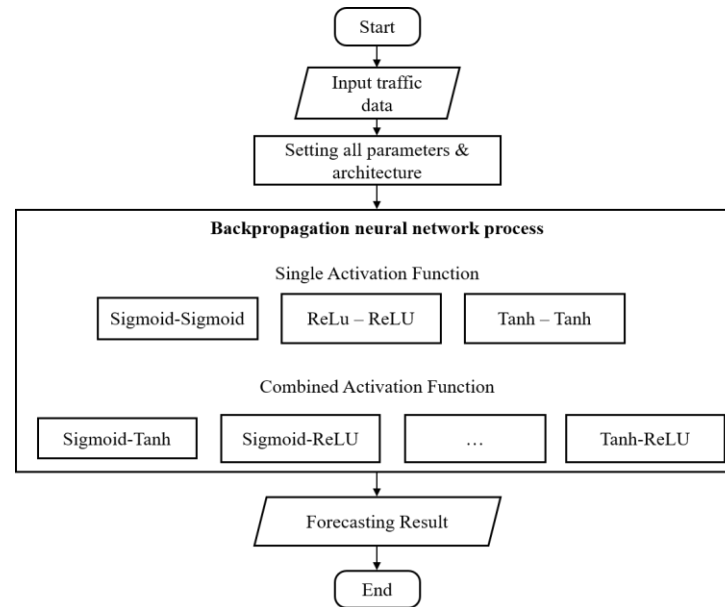 Start
Input traffic
data
Setting all parameters &
architecture
Backpropagation neural network process
Single Activation Function
Sigmoid-Sigmoid
ReLu – ReLU
Tanh – Tanh
Combined Activation Function
Sigmoid-Tanh
Sigmoid-ReLU
…
Tanh-ReLU
Forecasting Result
End